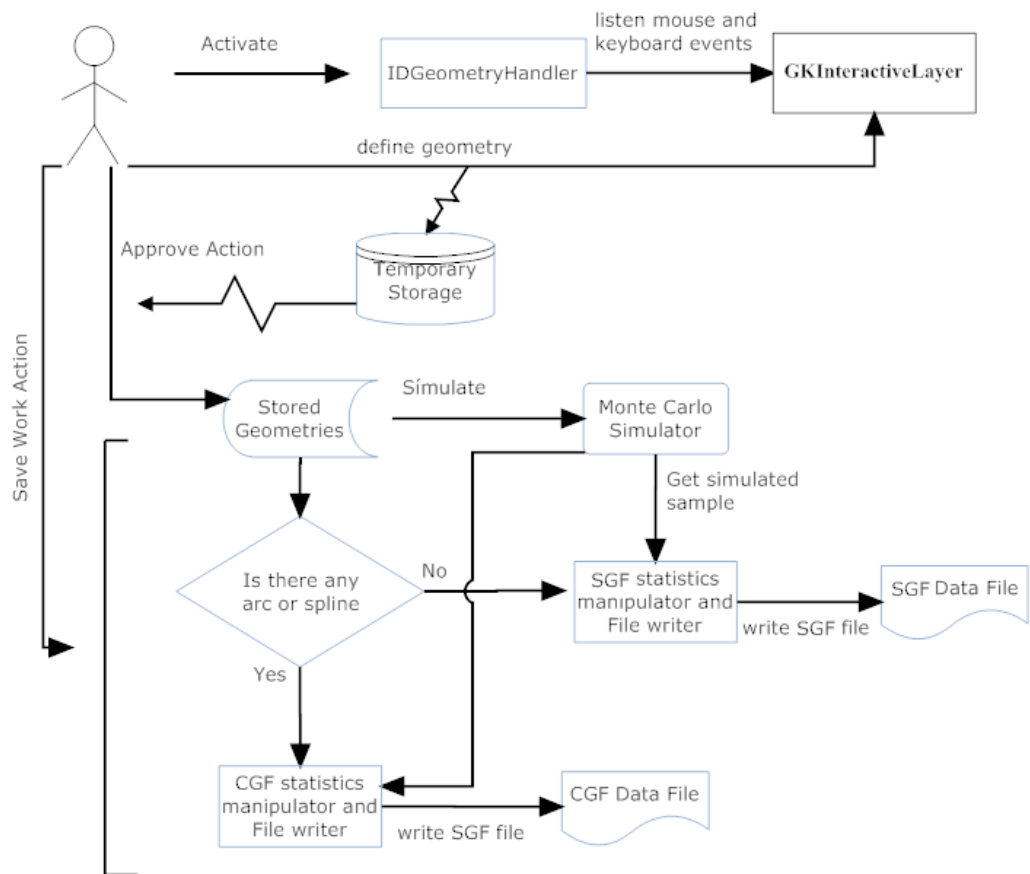 Activate
IDGeometryHandler
listen mouse and
keyboard events
GKInteractiveLayer
define geometry
Approve Action
Temporary
Storage
Save Work Action
Stored
Geometries
Símulate
Monte Carlo
Simulator
Get simulated
sample
Is there any
arc or spline
No
SGF statistics
manipulator and
File writer
write SGF file
SGF Data File
Yes
CGF statistics
manipulator and
File writer
write SGF file
CGF Data File